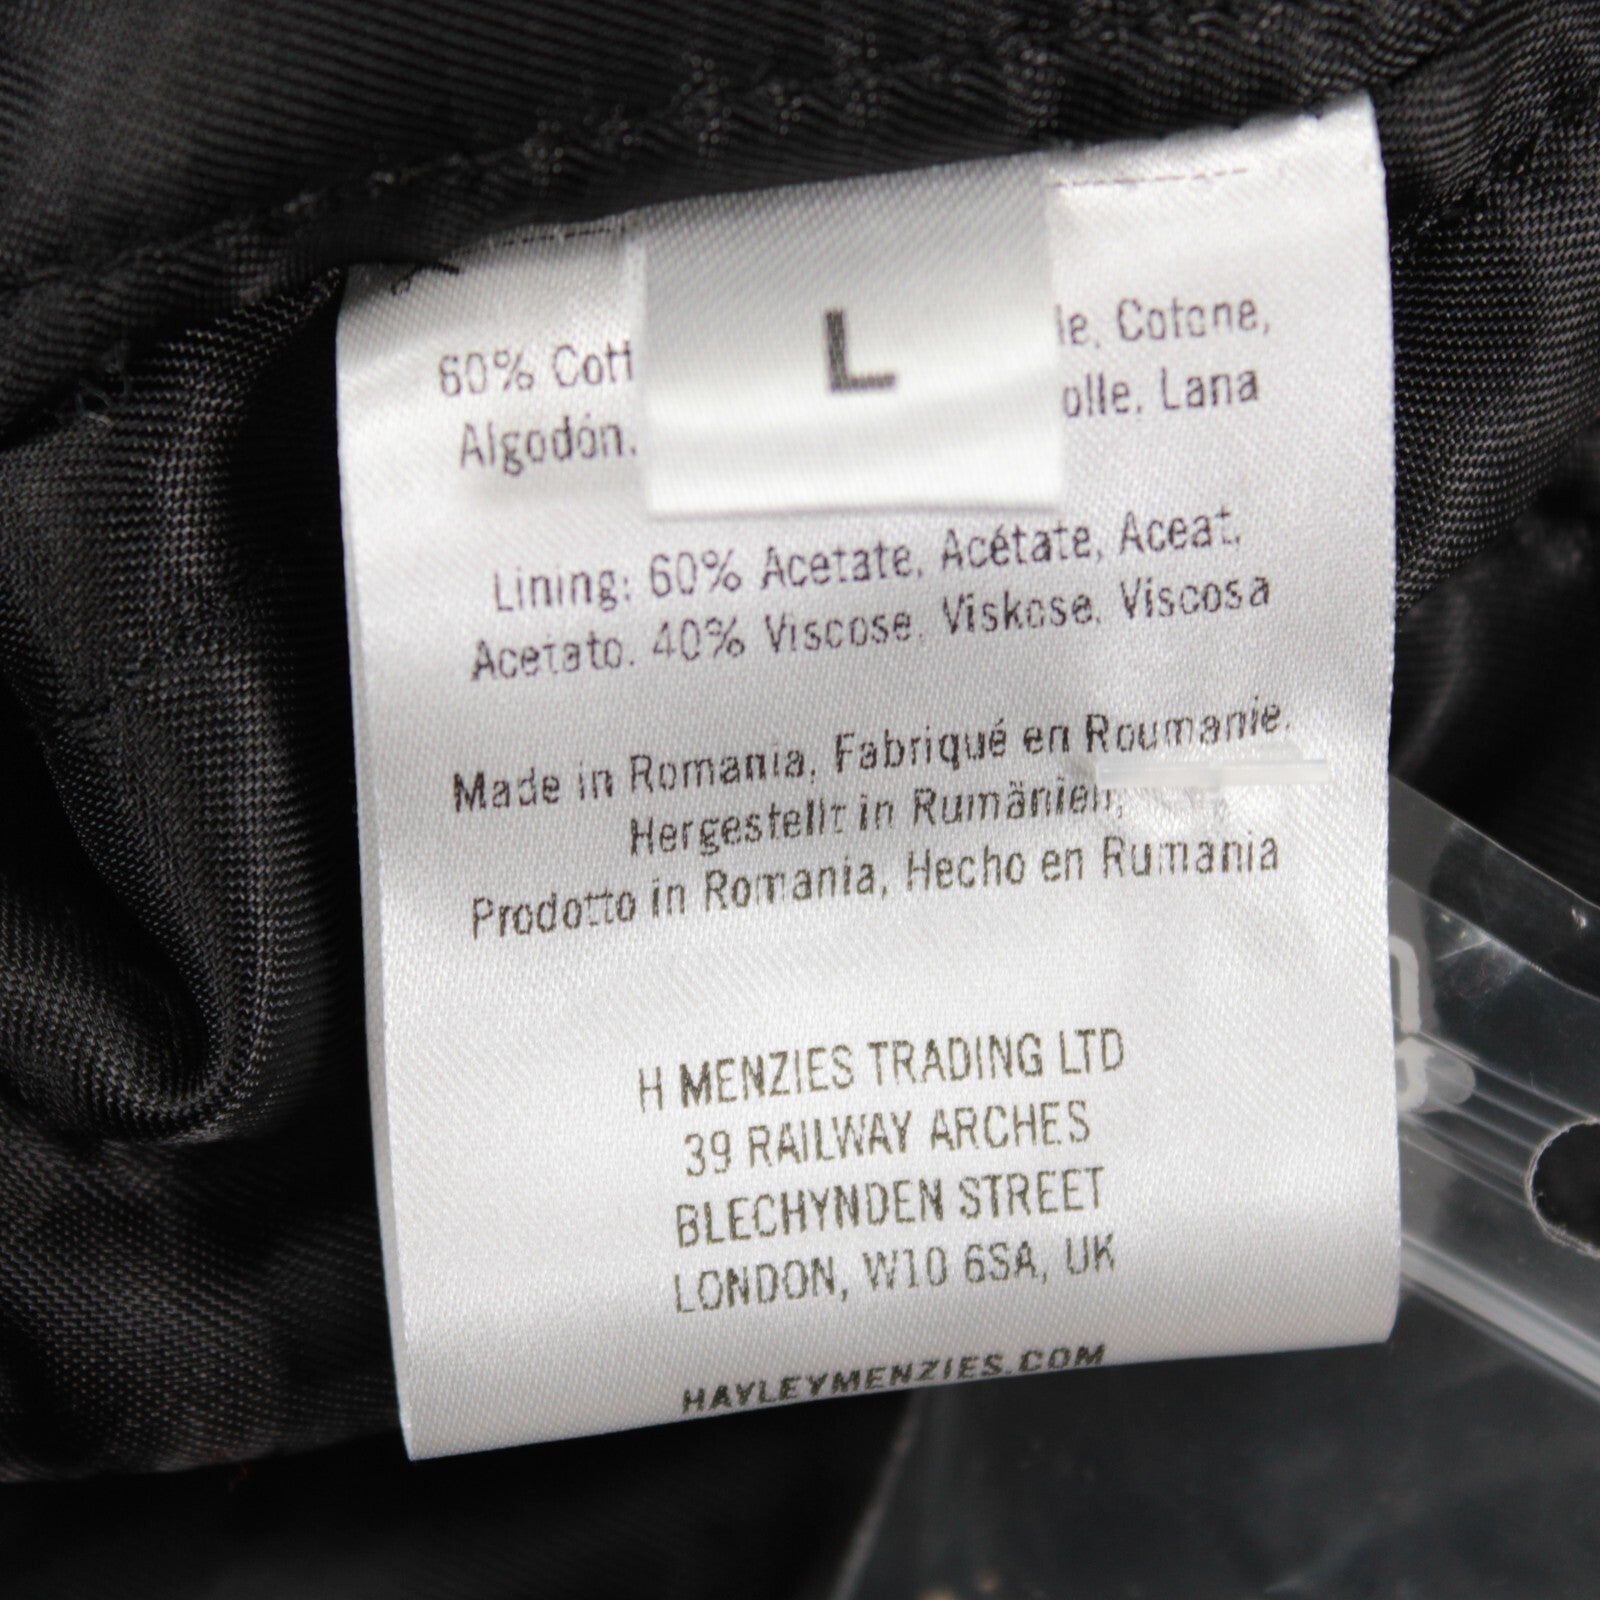 L
60% Cott le, Cotone,
Algodón. olle, Lana
Lining: 60% Acetate, Acétate, Aceat,
Acetato. 40% Viscose, Viskose, Viscosa
Made in Romania, Fabriqué en Roumanie,
Hergestellt in Rumänien,
Prodotto in Romania, Hecho en Rumania
H MENZIES TRADING LTD
39 RAILWAY ARCHES
BLECHYNDEN STREET
LONDON, W10 6SA, UK
HAYLEYMENZIES.COM